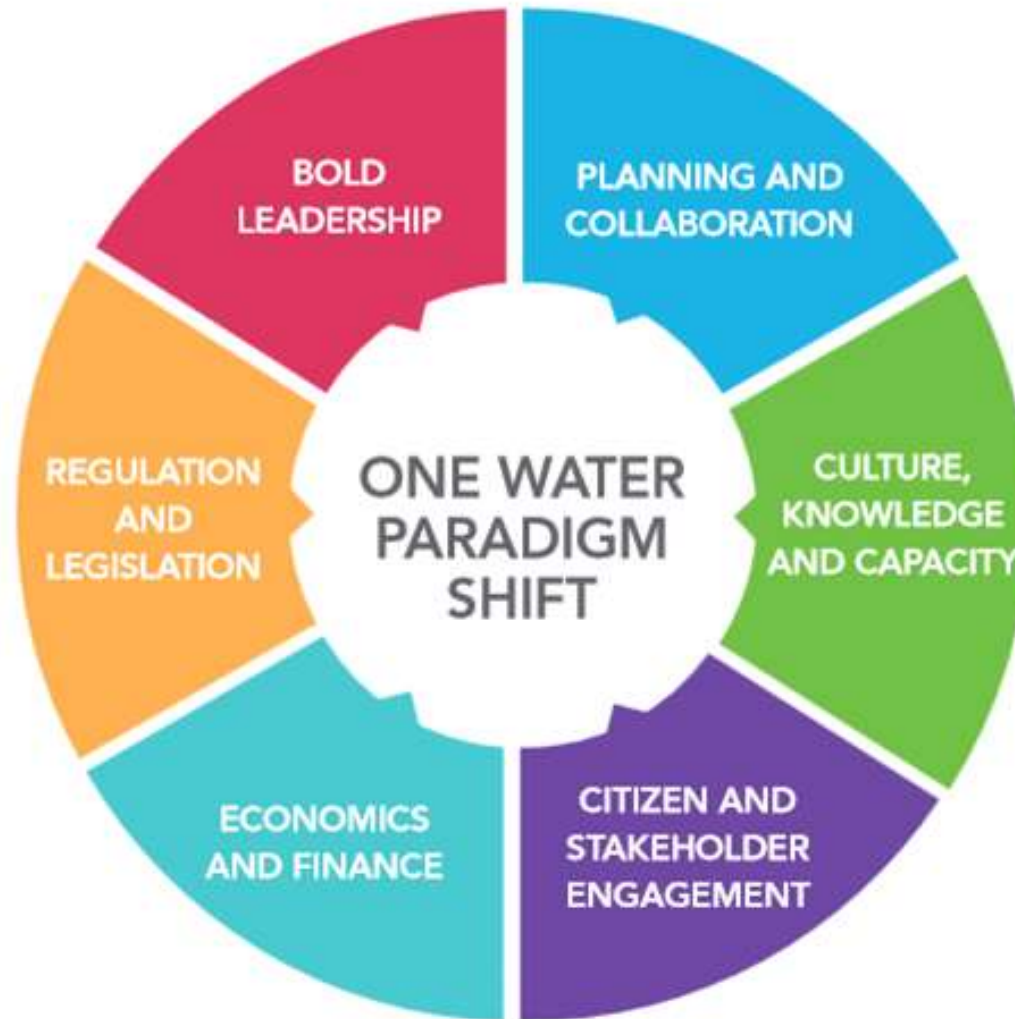 BOLD
LEADERSHIP
PLANNING AND
COLLABORATION
CULTURE,
KNOWLEDGE
AND CAPACITY
CITIZEN AND
STAKEHOLDER
ENGAGEMENT
ECONOMICS
AND FINANCE
REGULATION
AND
LEGISLATION
ONE WATER
PARADIGM
SHIFT